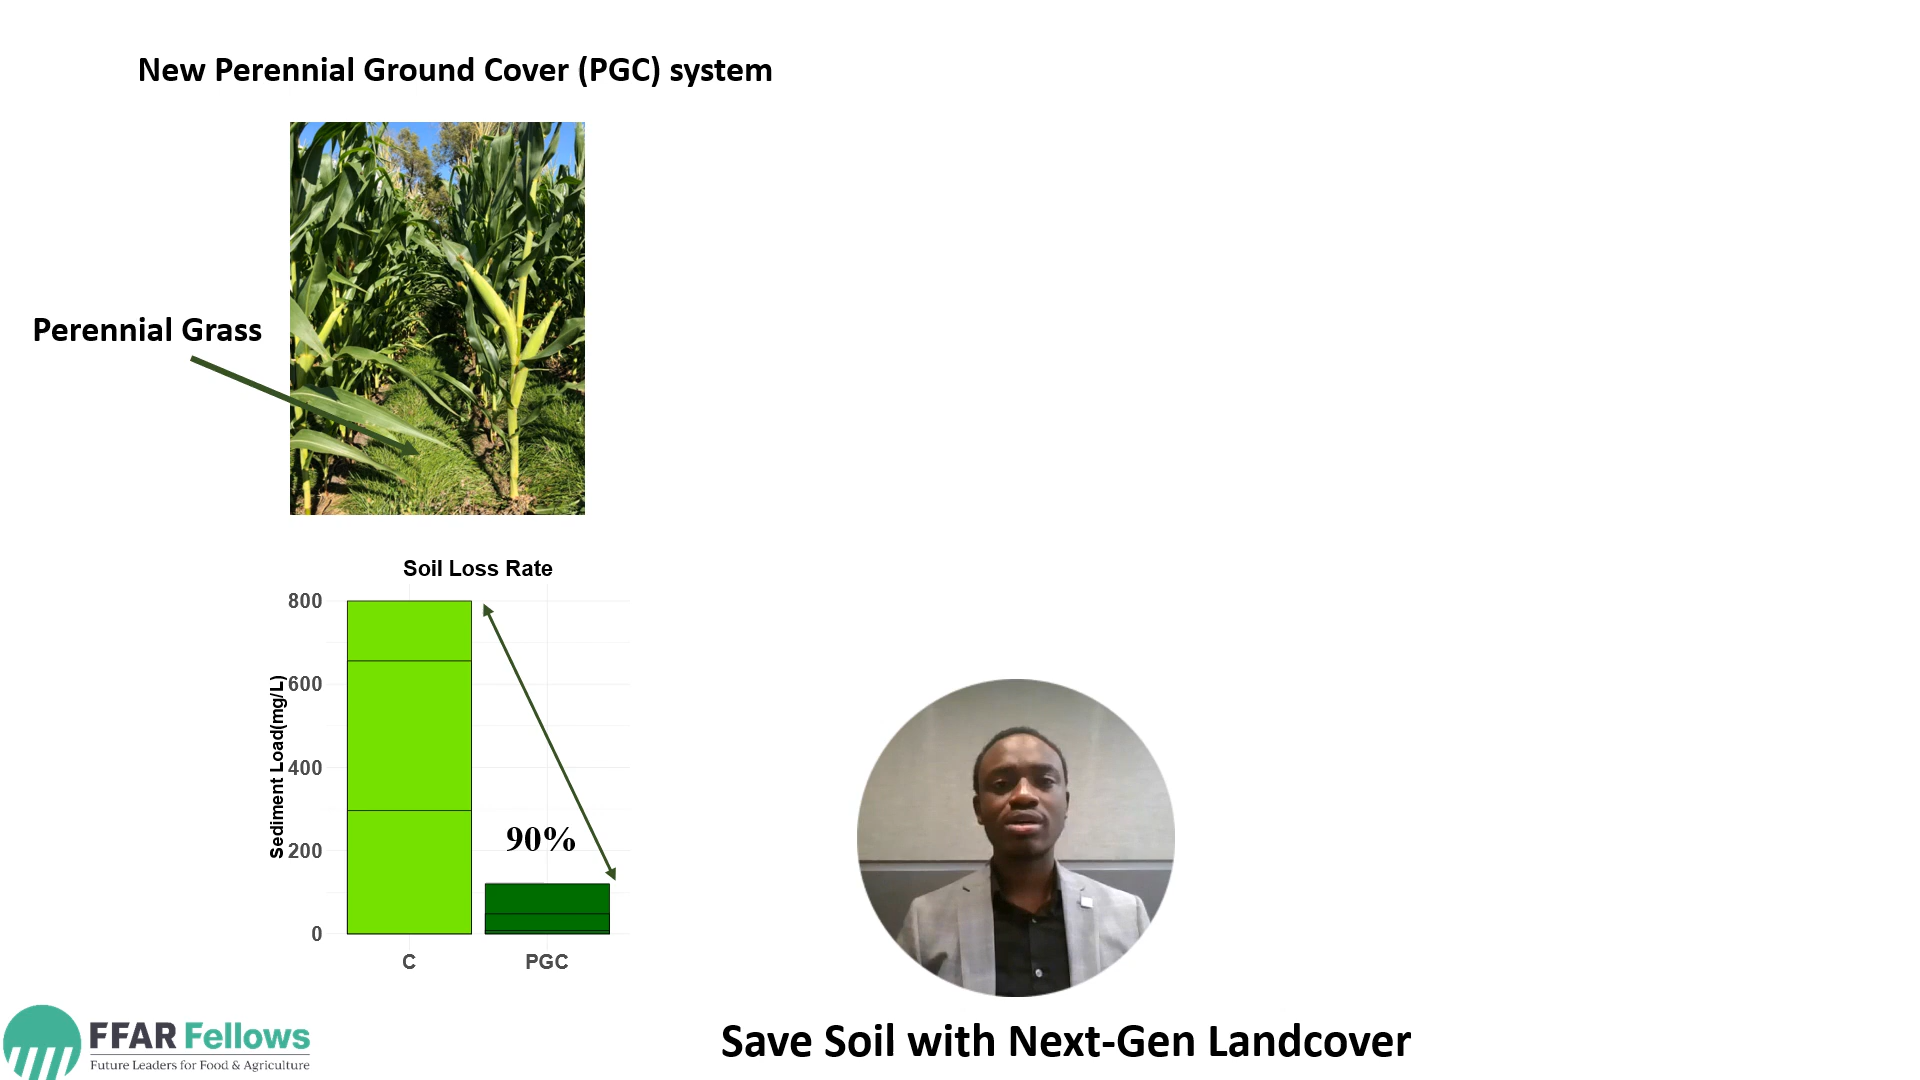 New Perennial Ground Cover (PGC) system
Perennial Grass
Soil Loss Rate
Sediment Load(mg/L)
800
600
400
200
0
90%
C
PGC
FFAR Fellows
Future Leaders for Food & Agriculture
Save Soil with Next-Gen Landcover